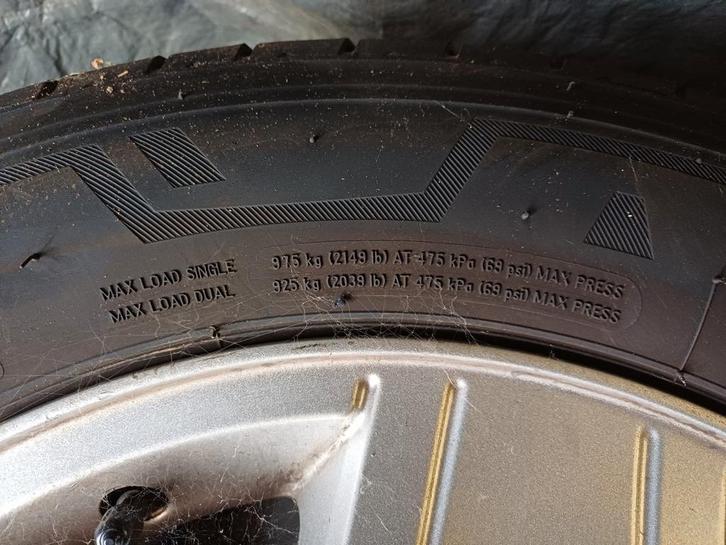 MAX LOAD SINGLE 975 kg (2149 lb) AT 475 kPa (69 psi) MAX PRESS
MAX LOAD DUAL 925 kg (2039 lb) AT 475 kPa (69 psi) MAX PRESS